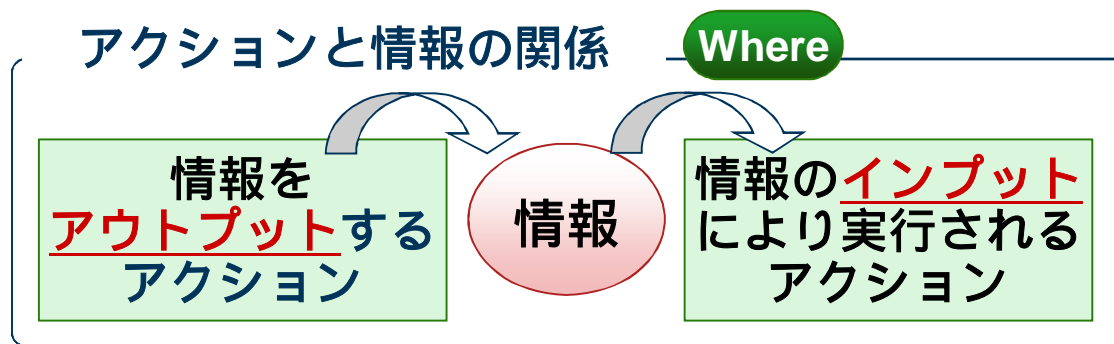 アクションと情報の関係
Where
情報を
アウトプットする
アクション
情報
情報のインプット
により実行される
アクション